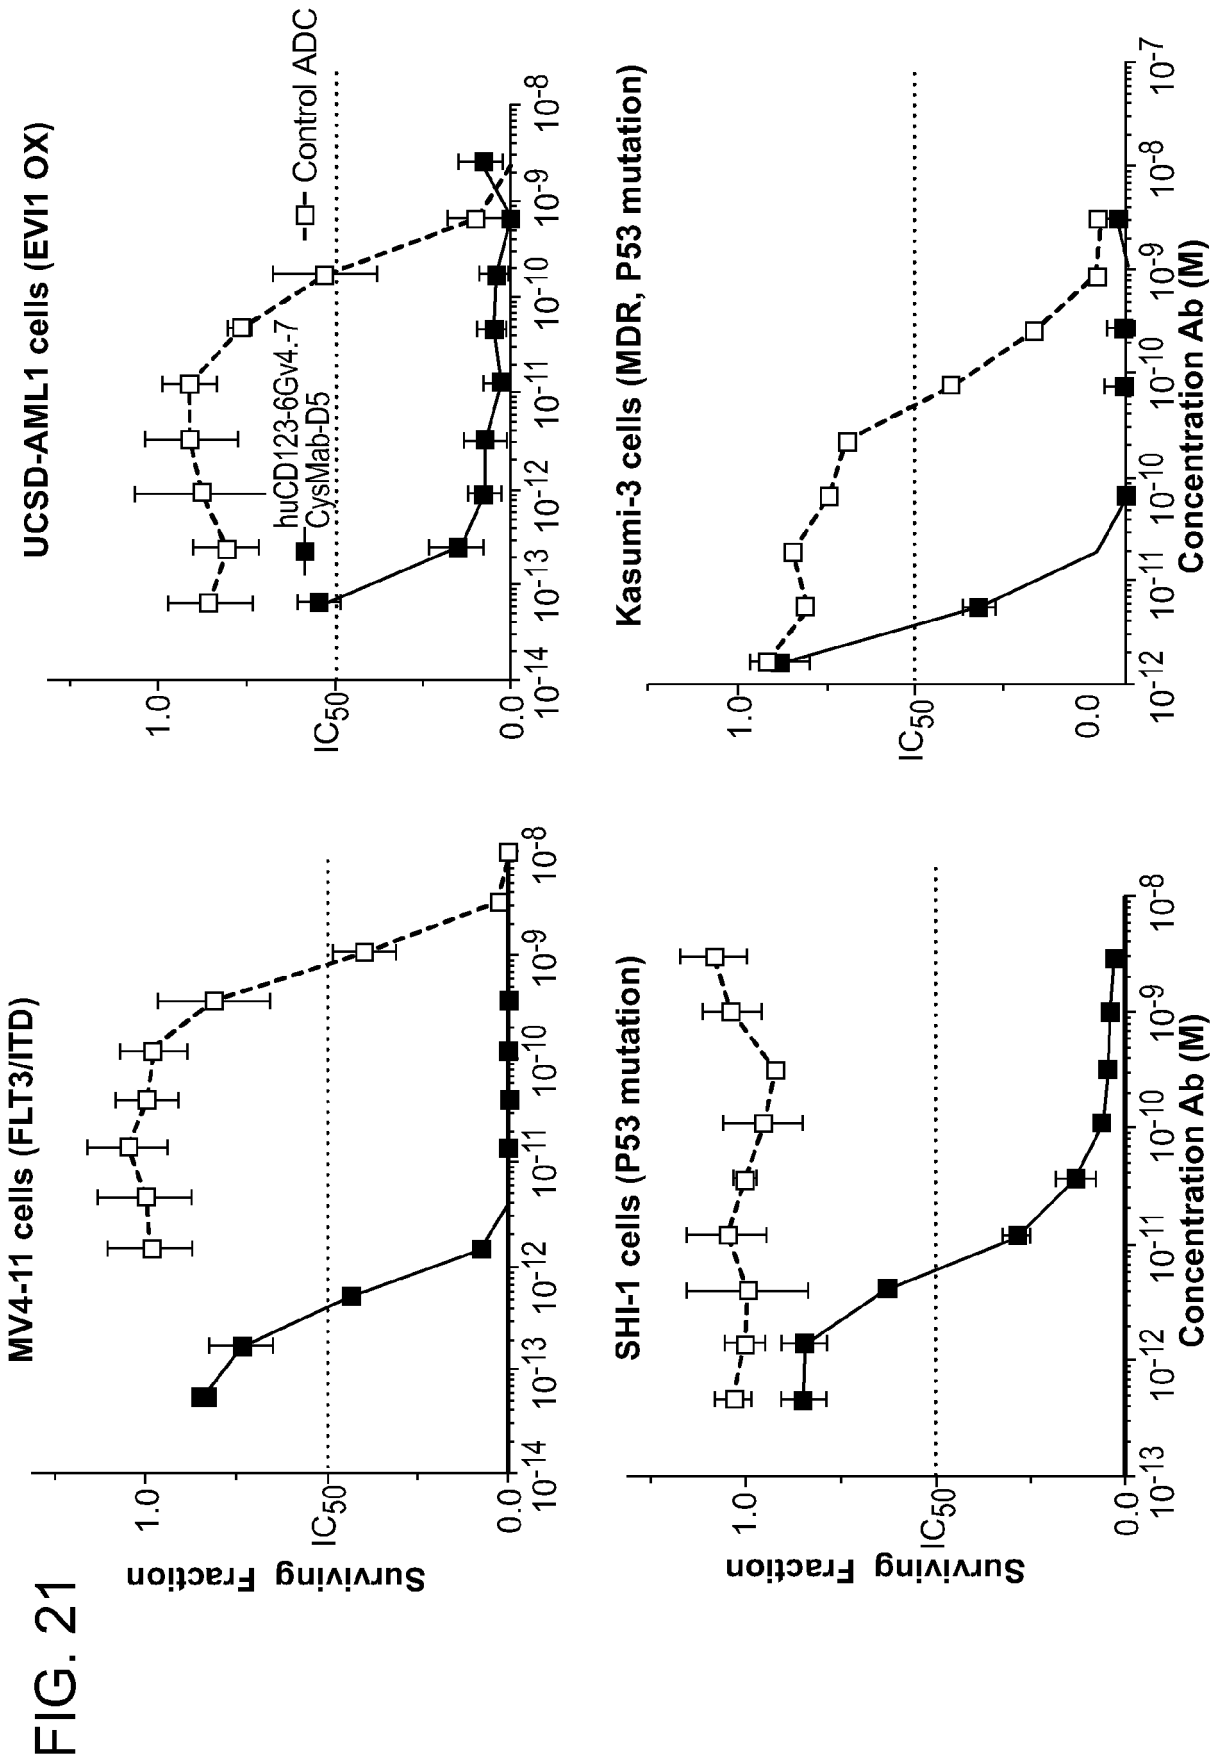 FIG. 21
MV4-11 cells (FLT3/ITD)
Surviving Fraction
1.0
IC50
0.0
10-14
10-13
10-12
10-11
10-10
10-9
10-8
UCSD-AML1 cells (EVI1 OX)
1.0
IC50
0.0
huCD123-6Gv4.-7
CysMab-D5
Control ADC
10-14
10-13
10-12
10-11
10-10
10-9
10-8
SHI-1 cells (P53 mutation)
Surviving Fraction
1.0
IC50
0.0
10-13
10-12
10-11
10-10
10-9
10-8
Concentration Ab (M)
Kasumi-3 cells (MDR, P53 mutation)
1.0
IC50
0.0
10-12
10-11
10-10
10-10
10-9
10-8
10-7
Concentration Ab (M)